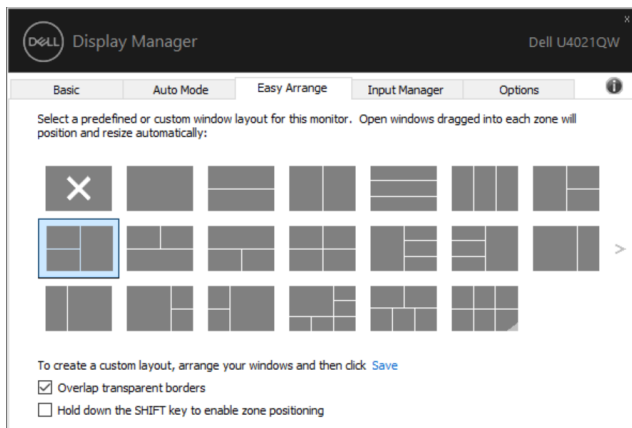 DELL Display Manager
Dell U4021QW
Basic Auto Mode Easy Arrange Input Manager Options
Select a predefined or custom window layout for this monitor. Open windows dragged into each zone will
position and resize automatically:
To create a custom layout, arrange your windows and then click Save
Overlap transparent borders
Hold down the SHIFT key to enable zone positioning